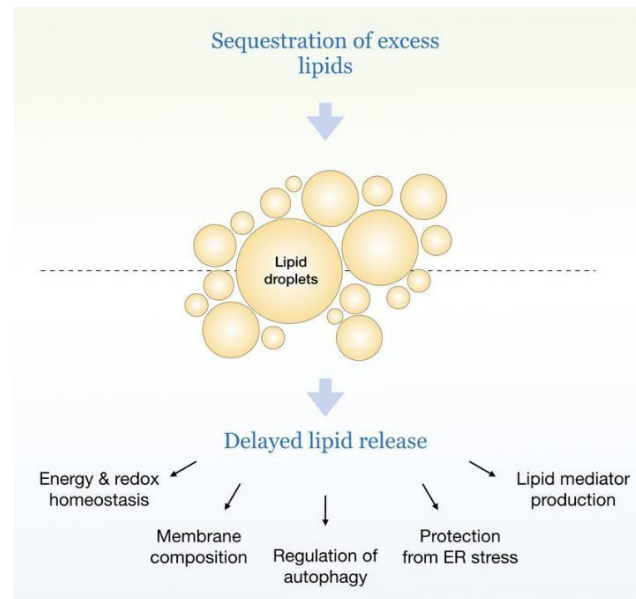 Sequestration of excess
lipids
Lipid
droplets
Delayed lipid release
Energy & redox
homeostasis
Membrane
composition
Regulation of
autophagy
Protection
from ER stress
Lipid mediator
production